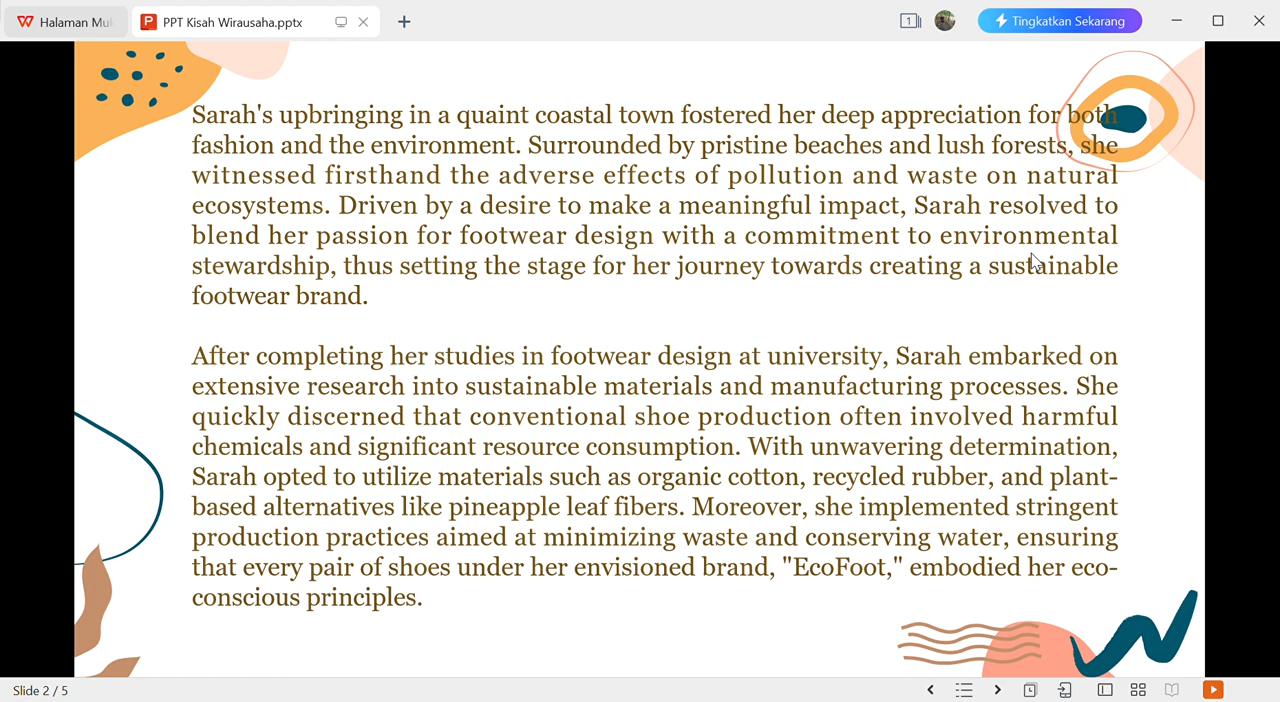 Halaman Mu
PPT Kisah Wirausaha.pptx
1
Tingkatkan Sekarang
Sarah's upbringing in a quaint coastal town fostered her deep appreciation for both
fashion and the environment. Surrounded by pristine beaches and lush forests, she
witnessed firsthand the adverse effects of pollution and waste on natural
ecosystems. Driven by a desire to make a meaningful impact, Sarah resolved to
blend her passion for footwear design with a commitment to environmental
stewardship, thus setting the stage for her journey towards creating a sustainable
footwear brand.
After completing her studies in footwear design at university, Sarah embarked on
extensive research into sustainable materials and manufacturing processes. She
quickly discerned that conventional shoe production often involved harmful
chemicals and significant resource consumption. With unwavering determination,
Sarah opted to utilize materials such as organic cotton, recycled rubber, and plant-
based alternatives like pineapple leaf fibers. Moreover, she implemented stringent
production practices aimed at minimizing waste and conserving water, ensuring
that every pair of shoes under her envisioned brand, "EcoFoot," embodied her eco-
conscious principles.
Slide 2 / 5